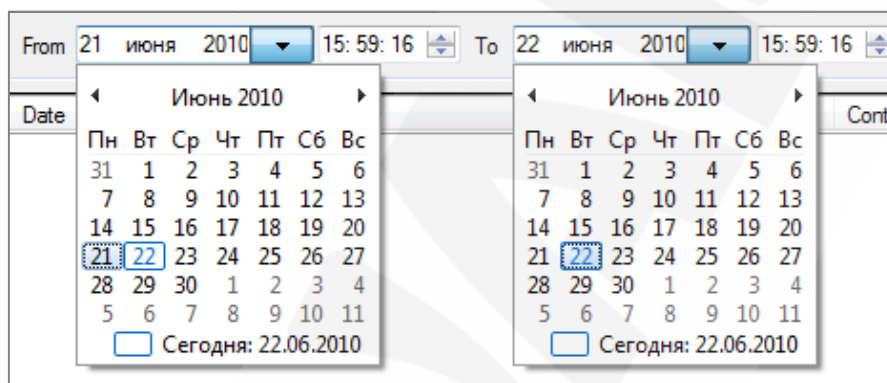 From 21 июня 2010 15: 59: 16 To 22 июня 2010 15: 59: 16
Date Cont
Июнь 2010
Пн Вт Ср Чт Пт Сб Вс
31 1 2 3 4 5 6
7 8 9 10 11 12 13
14 15 16 17 18 19 20
21 22 23 24 25 26 27
28 29 30 1 2 3 4
5 6 7 8 9 10 11
Сегодня: 22.06.2010
Июнь 2010
Пн Вт Ср Чт Пт Сб Вс
31 1 2 3 4 5 6
7 8 9 10 11 12 13
14 15 16 17 18 19 20
21 22 23 24 25 26 27
28 29 30 1 2 3 4
5 6 7 8 9 10 11
Сегодня: 22.06.2010